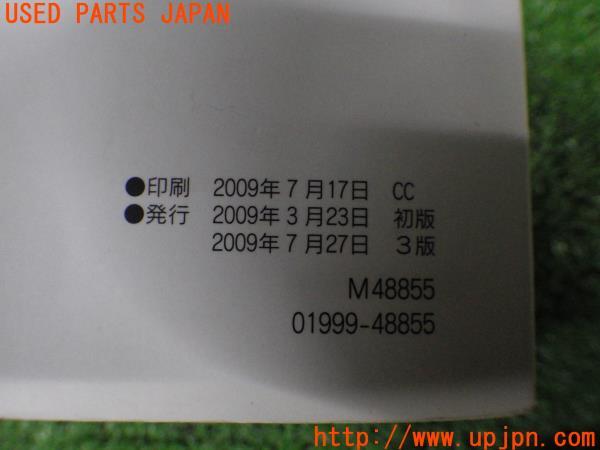 USED PARTS JAPAN
●印刷 2009年 7 月17日 CC
●発行 2009年 3 月23日 初版
2009年 7 月27日 3版
M48855
01999-48855
http://www.upjpn.com/